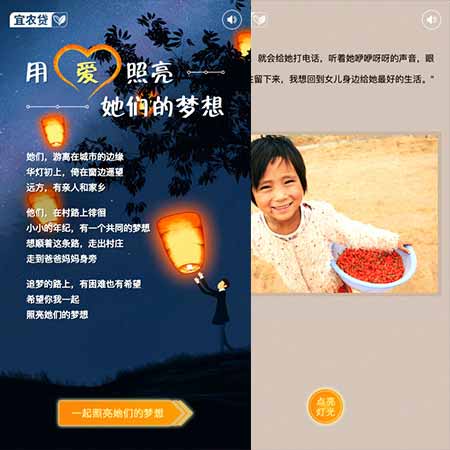 宜农贷
用 爱 照亮
她们的梦想
她们，游离在城市的边缘
华灯初上，倚在窗边遥望
远方，有亲人和家乡
他们，在村路上徘徊
小小的年纪，有一个共同的梦想
想顺着这条路，走出村庄
走到爸爸妈妈身旁
追梦的路上，有困难也有希望
希望你我一起
照亮她们的梦想
一起照亮她们的梦想
贷
就会给她打电话，听着她咿咿呀呀的声音，眼
留下来，我想回到女儿身边给她最好的生活。"
点亮
灯光